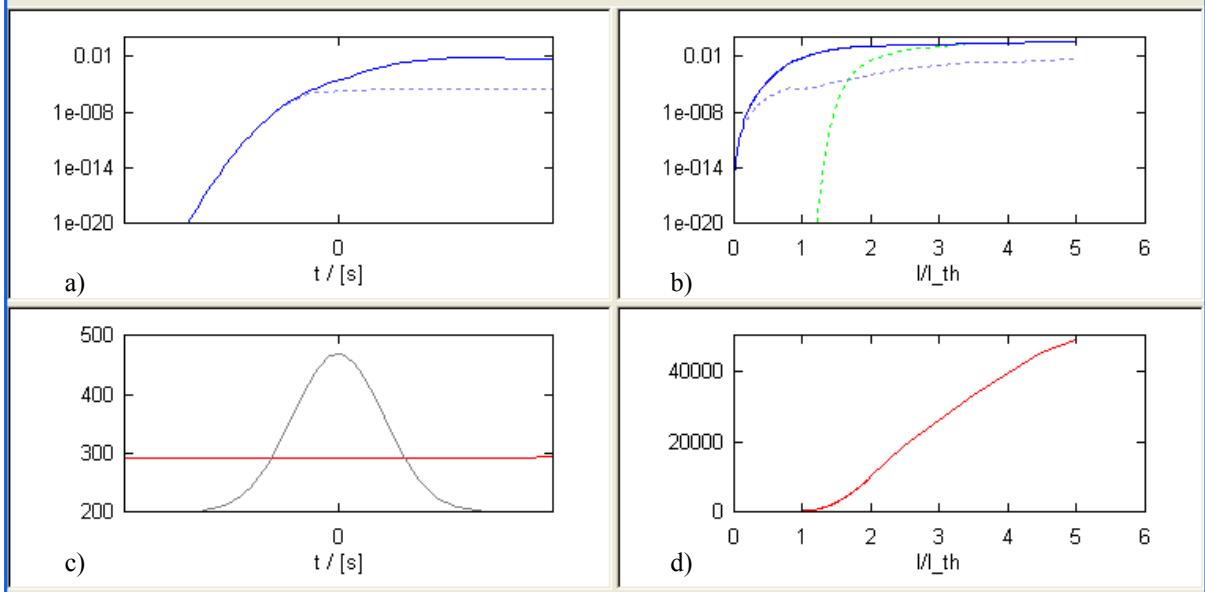 0.01
1e-008
1e-014
1e-020
0
t / [s]
a)
0.01
1e-008
1e-014
1e-020
0 1 2 3 4 5 6
I/I_th
b)
500
400
300
200
0
t / [s]
c)
40000
20000
0
0 1 2 3 4 5 6
I/I_th
d)